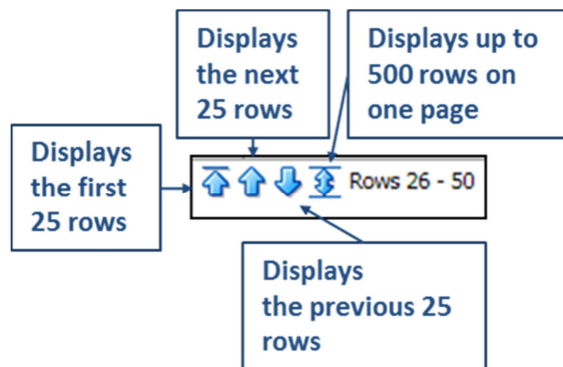 Displays
the next
25 rows
Displays up to
500 rows on
one page
Displays
the first
25 rows
Rows 26 - 50
Displays
the previous 25
rows